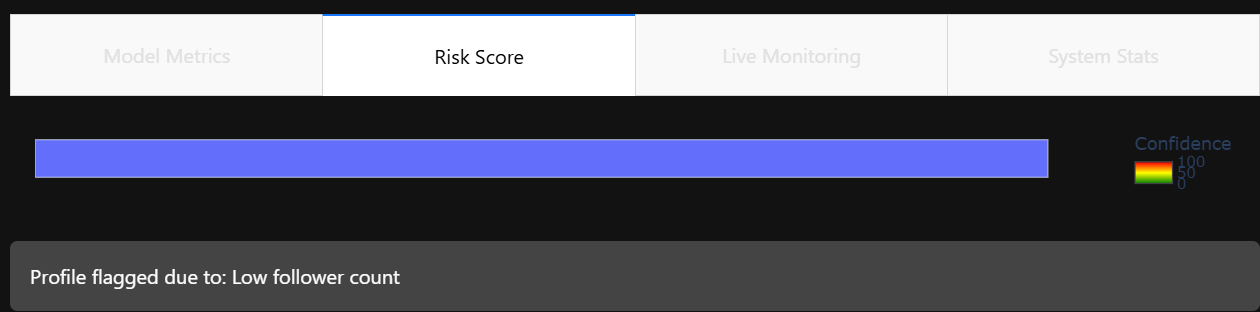 Model Metrics
Risk Score
Live Monitoring
System Stats
Confidence
100
50
0
Profile flagged due to: Low follower count